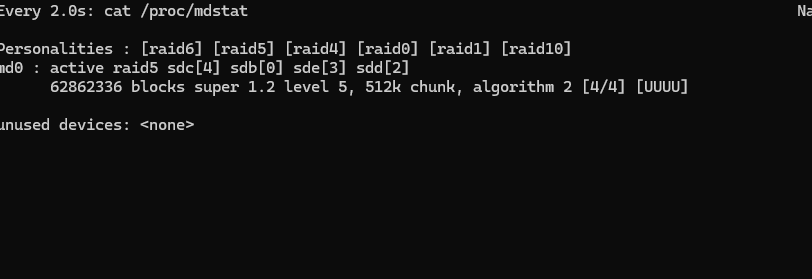 Every 2.0s: cat /proc/mdstat Na
Personalities : [raid6] [raid5] [raid4] [raid0] [raid1] [raid10]
md0 : active raid5 sdc[4] sdb[0] sde[3] sdd[2]
62862336 blocks super 1.2 level 5, 512k chunk, algorithm 2 [4/4] [UUUU]
unused devices: <none>